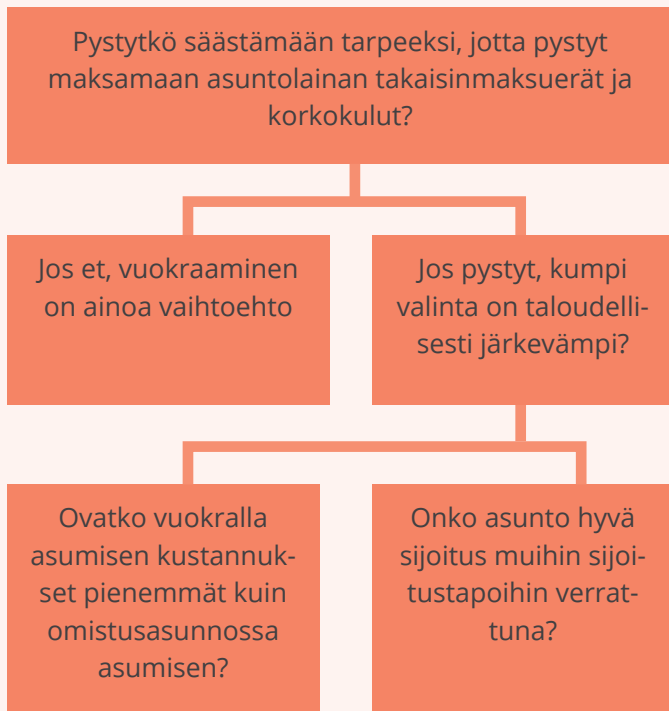 Pystytkö säästämään tarpeeksi, jotta pystyt
maksamaan asuntolainan takaisinmaksuerät ja
korkokulut?
Jos et, vuokraaminen
on ainoa vaihtoehto
Jos pystyt, kumpi
valinta on taloudelli-
sesti järkevämpi?
Ovatko vuokralla
asumisen kustannuk-
set pienemmät kuin
omistusasunnossa
asumisen?
Onko asunto hyvä
sijoitus muihin sijoi-
tustapoihin verrat-
tuna?